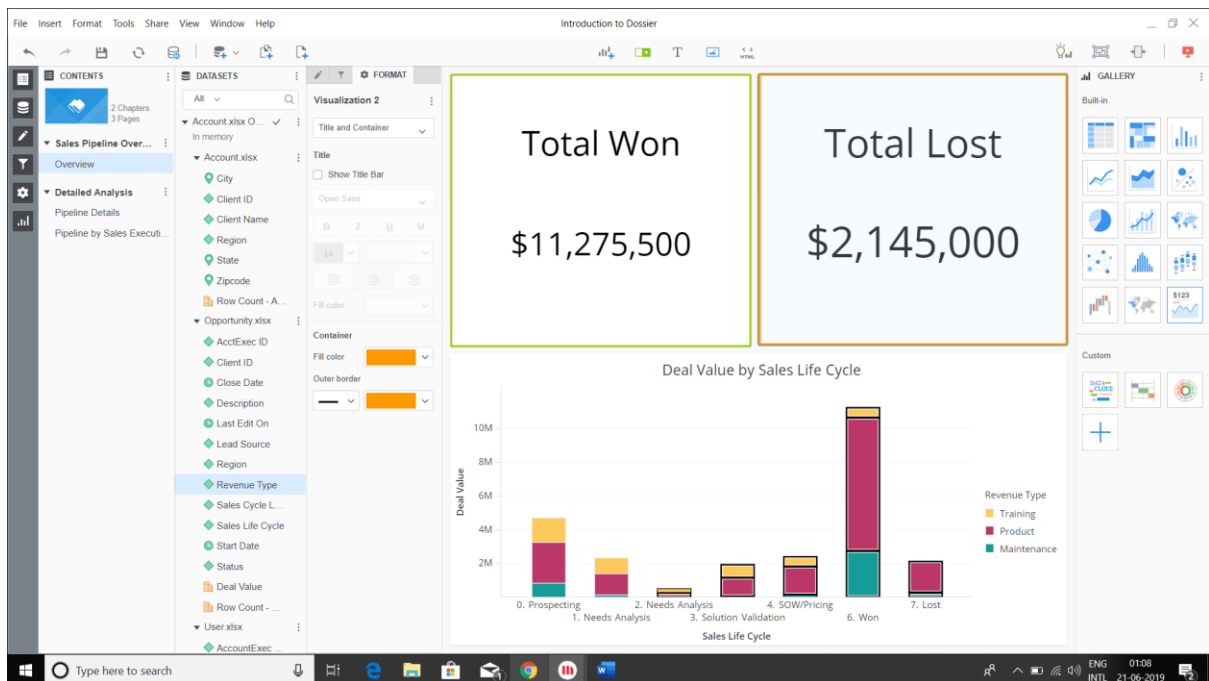 File Insert Format Tools Share View Window Help
Introduction to Dossier
T
< >
HTML
CONTENTS
2 Chapters
3 Pages
Sales Pipeline Over...
Overview
Detailed Analysis
Pipeline Details
Pipeline by Sales Executi...
DATASETS
All
Account.xlsx O...
In memory
Account.xlsx
City
Client ID
Client Name
Region
State
Zipcode
Row Count - A...
Opportunity.xlsx
AcctExec ID
Client ID
Close Date
Description
Last Edit On
Lead Source
Region
Revenue Type
Sales Cycle L...
Sales Life Cycle
Start Date
Status
Deal Value
Row Count - ...
User.xlsx
AccountExec ...
FORMAT
Visualization 2
Title and Container
Title
Show Title Bar
Open Sans
B I U U
14
Fill color
Container
Fill color
Outer border
Total Won
$11,275,500
Total Lost
$2,145,000
Deal Value by Sales Life Cycle
Deal Value
10M
8M
6M
4M
2M
0. Prospecting 2. Needs Analysis 4. SOW/Pricing 7. Lost
1. Needs Analysis 3. Solution Validation 6. Won
Sales Life Cycle
Revenue Type
Training
Product
Maintenance
GALLERY
Built-in
$123
Custom
DATA
CLOUD
Type here to search
ENG 01:08
INTL 21-06-2019